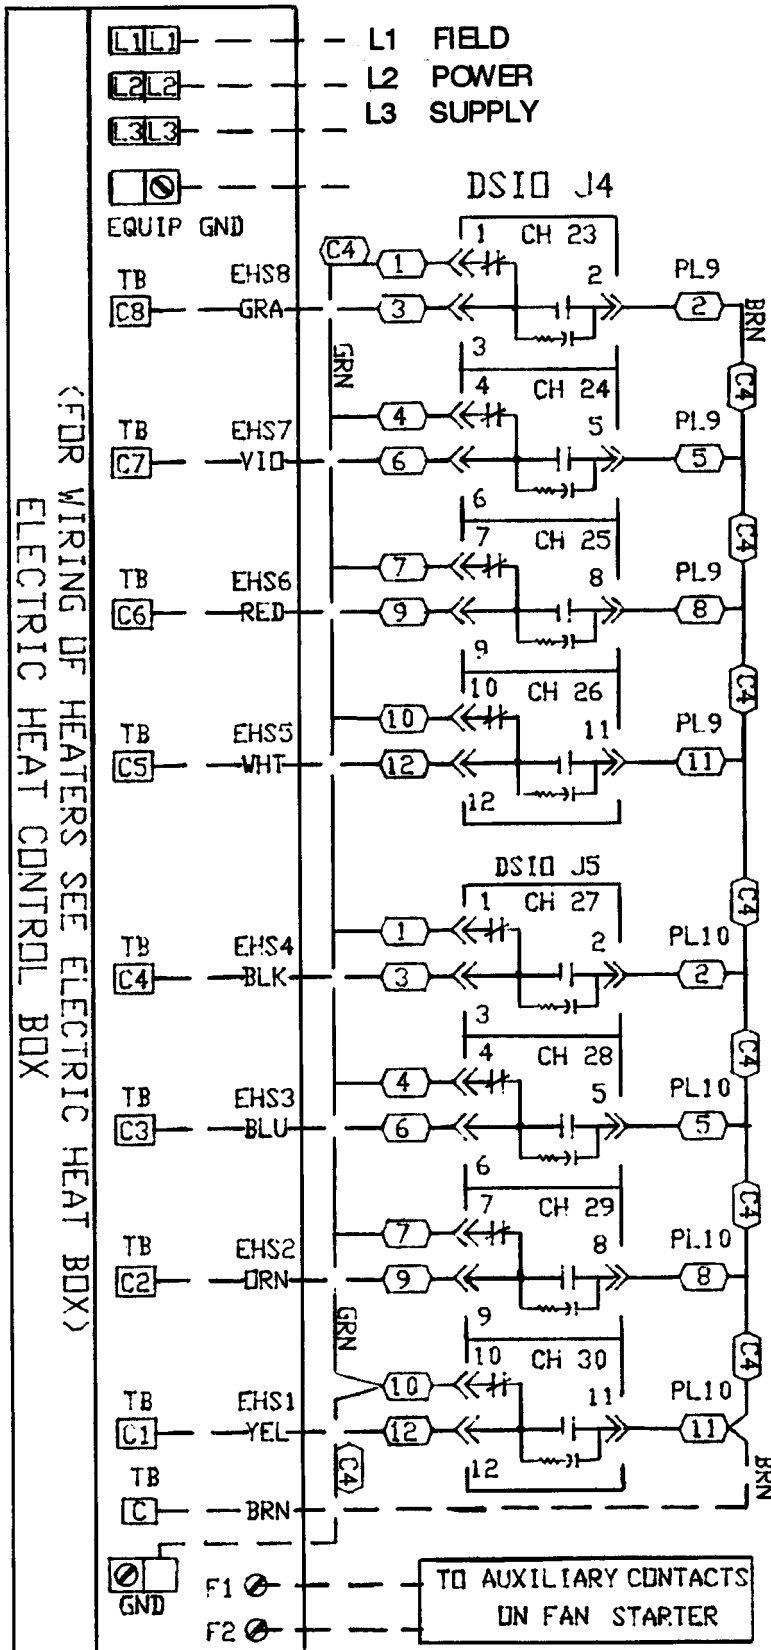 L1 L1 L1 FIELD
L2 L2 L2 POWER
L3 L3 L3 SUPPLY
EQUIP GND
DSIO J4
C4 1 1 CH 23
TB EHS8 2 PL9
C8 GRA 3 2 BRN
GRN 3 C4
4 4 CH 24
TB EHS7 5 PL9
C7 VIO 6 5
6 C4
7 7 CH 25
TB EHS6 8 PL9
C6 RED 9 8
9 C4
10 10 CH 26
TB EHS5 11 PL9
C5 WHT 12 11
12
DSIO J5
1 1 CH 27 C4
TB EHS4 2 PL10
C4 BLK 3 2
3 C4
4 4 CH 28
TB EHS3 5 PL10
C3 BLU 6 5
6 C4
7 7 CH 29
TB EHS2 8 PL10
C2 ORN 9 8
GRN 9 C4
10 10 CH 30
TB EHS1 11 PL10
C1 YEL 12 11
C4 12 BRN
TB
C BRN
GND
F1 TO AUXILIARY CONTACTS
F2 ON FAN STARTER
<FOR WIRING OF HEATERS SEE ELECTRIC HEAT BOX>
ELECTRIC HEAT CONTROL BOX